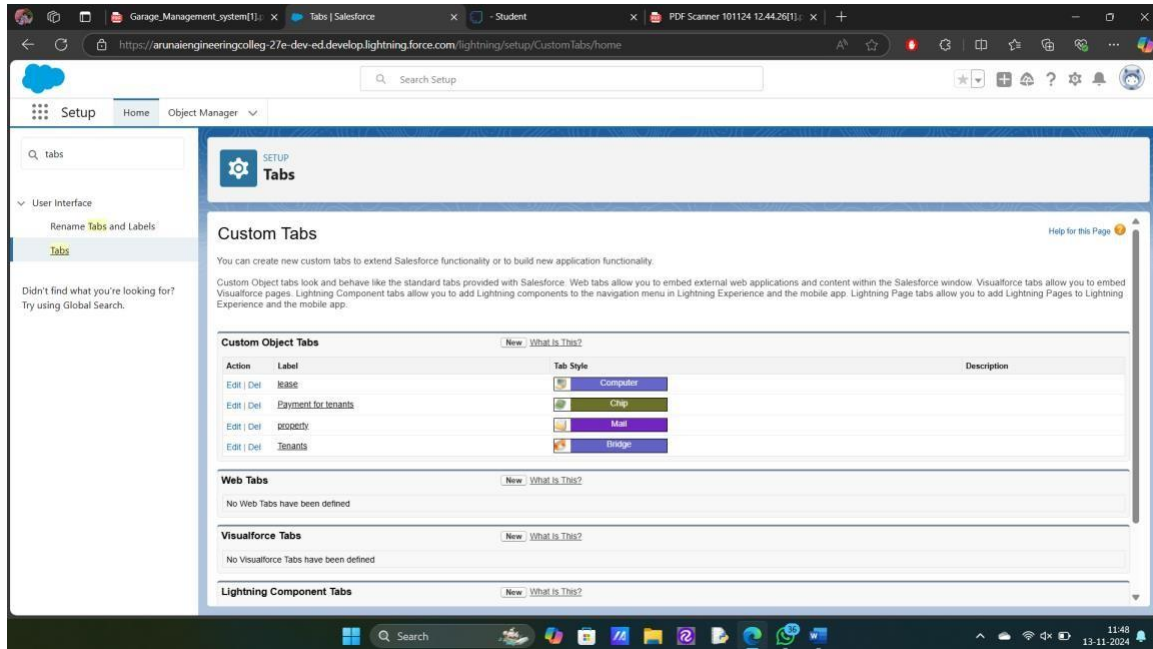 Garage_Management_system[1].
Tabs | Salesforce
- Student
PDF Scanner 101124 12.44.26[1].
https://arunaiengineeringcolleg-27e-dev-ed.develop.lightning.force.com/lightning/setup/CustomTabs/home
Search Setup
Setup
Home
Object Manager
tabs
SETUP
Tabs
User Interface
Rename Tabs and Labels
Tabs
Didn't find what you're looking for?
Try using Global Search.
Custom Tabs
Help for this Page
You can create new custom tabs to extend Salesforce functionality or to build new application functionality.
Custom Object tabs look and behave like the standard tabs provided with Salesforce. Web tabs allow you to embed external web applications and content within the Salesforce window. Visualforce tabs allow you to embed
Visualforce pages. Lightning Component tabs allow you to add Lightning components to the navigation menu in Lightning Experience and the mobile app. Lightning Page tabs allow you to add Lightning Pages to Lightning
Experience and the mobile app.
Custom Object Tabs New What Is This?
Action Label Tab Style Description
Edit | Del lease Computer
Edit | Del Payment for tenants Chip
Edit | Del property Mail
Edit | Del Tenants Bridge
Web Tabs New What Is This?
No Web Tabs have been defined
Visualforce Tabs New What Is This?
No Visualforce Tabs have been defined
Lightning Component Tabs New What Is This?
Search
36
11:48
13-11-2024